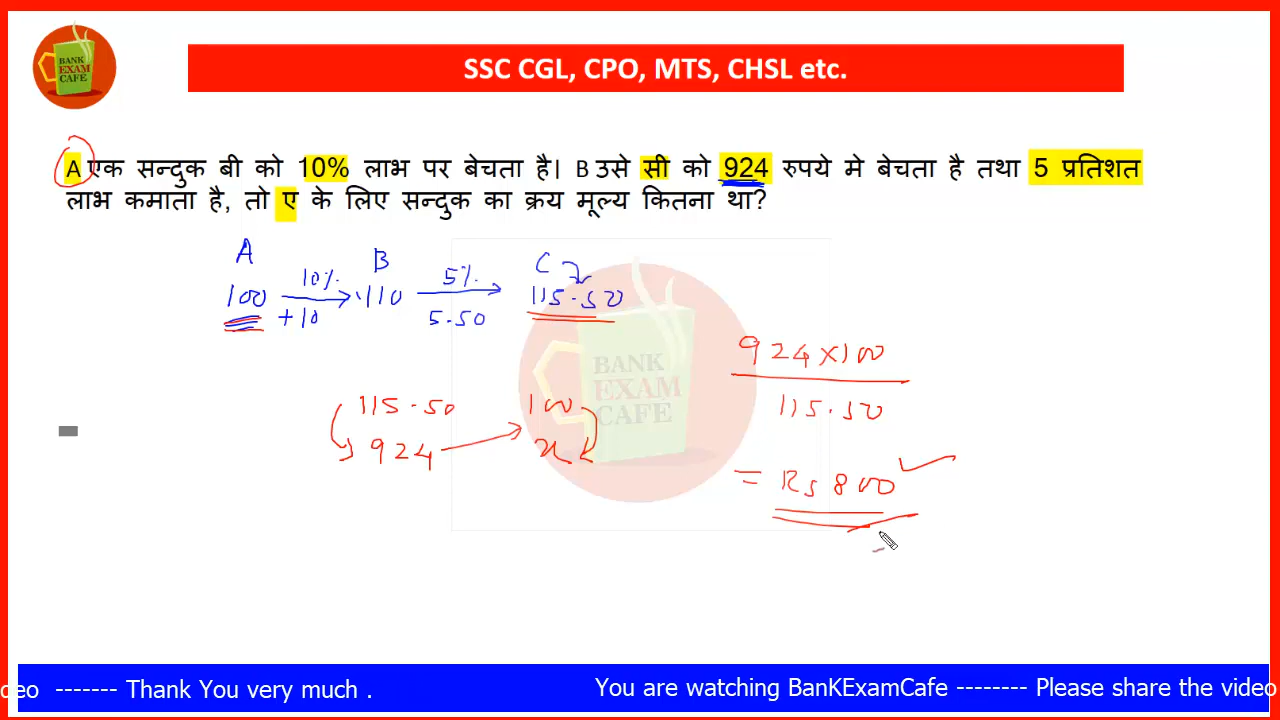 BANK
EXAM
CAFE
SSC CGL, CPO, MTS, CHSL etc.
A एक सन्दुक बी को 10% लाभ पर बेचता है। B उसे सी को 924 रुपये मे बेचता है तथा 5 प्रतिशत
लाभ कमाता है, तो ए के लिए सन्दुक का क्रय मूल्य कितना था?
A B C
100 10% 110 5% 115.50
+10 5.50
924×100
115.50
115.50 100
924 x
= Rs 800
BANK
EXAM
CAFE
deo ------- Thank You very much .
You are watching BanKExamCafe -------- Please share the video